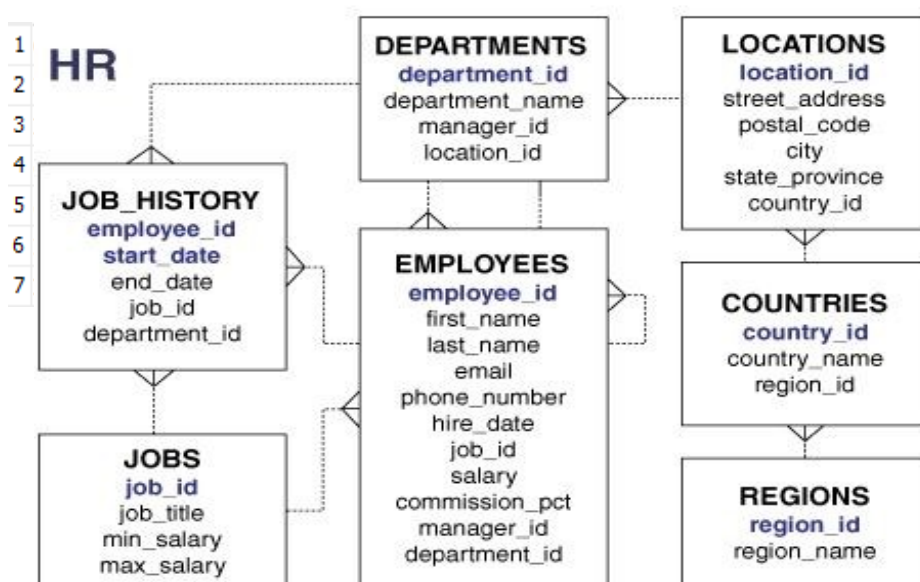 1
2
3
4
5
6
7
HR
DEPARTMENTS
department_id
department_name
manager_id
location_id
LOCATIONS
location_id
street_address
postal_code
city
state_province
country_id
JOB_HISTORY
employee_id
start_date
end_date
job_id
department_id
EMPLOYEES
employee_id
first_name
last_name
email
phone_number
hire_date
job_id
salary
commission_pct
manager_id
department_id
COUNTRIES
country_id
country_name
region_id
JOBS
job_id
job_title
min_salary
max_salary
REGIONS
region_id
region_name